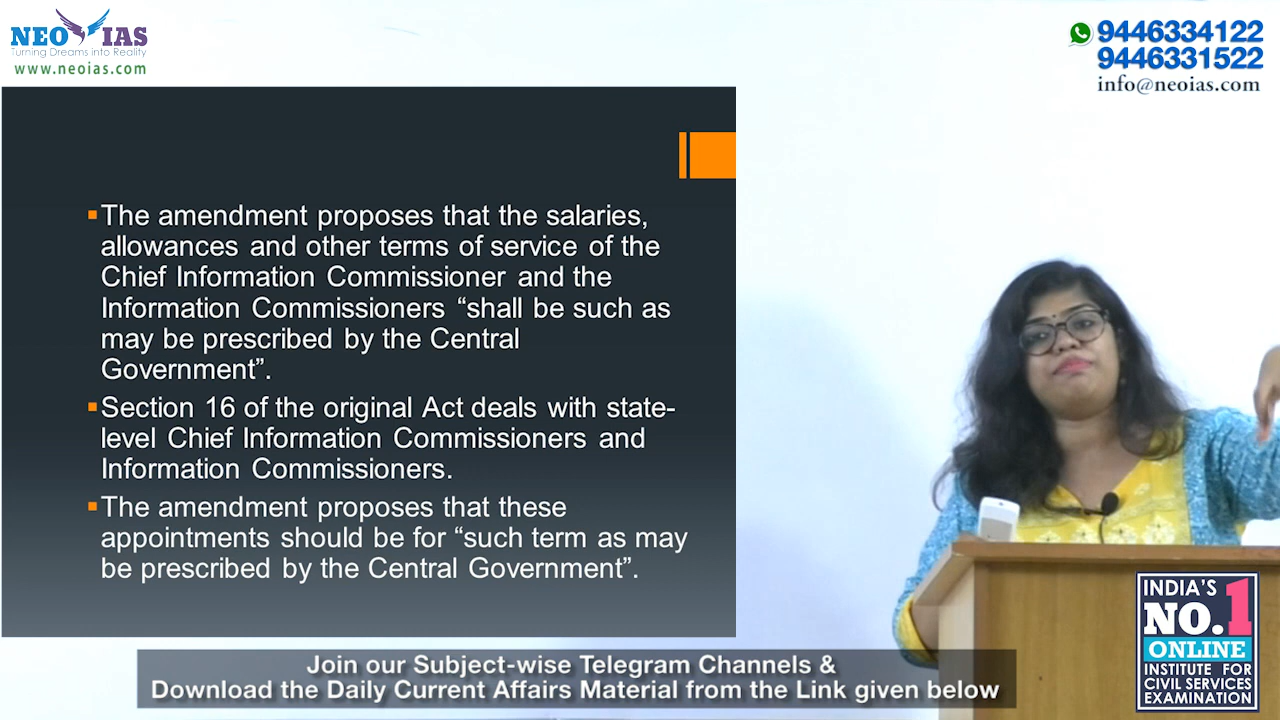 NEO IAS
Turning Dreams into Reality
www.neoias.com
9446334122
9446331522
info@neoias.com
▪The amendment proposes that the salaries,
allowances and other terms of service of the
Chief Information Commissioner and the
Information Commissioners “shall be such as
may be prescribed by the Central
Government”.
▪Section 16 of the original Act deals with state-
level Chief Information Commissioners and
Information Commissioners.
▪The amendment proposes that these
appointments should be for “such term as may
be prescribed by the Central Government”.
INDIA'S
NO.1
ONLINE
INSTITUTE FOR
CIVIL SERVICES
EXAMINATION
Join our Subject-wise Telegram Channels &
Download the Daily Current Affairs Material from the Link given below